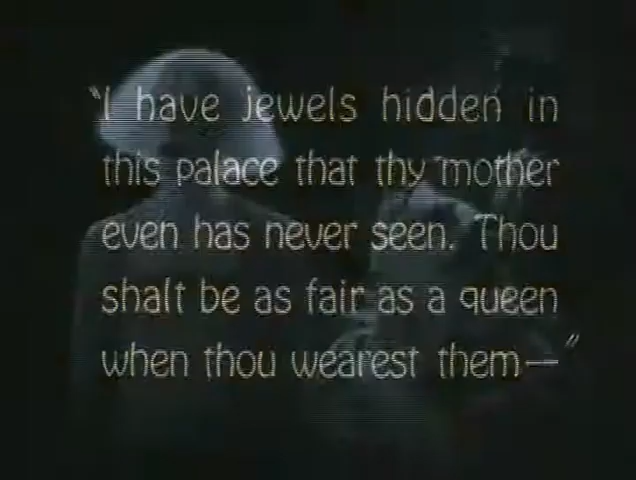 "I have jewels hidden in
this palace that thy mother
even has never seen. Thou
shalt be as fair as a queen
when thou wearest them—"